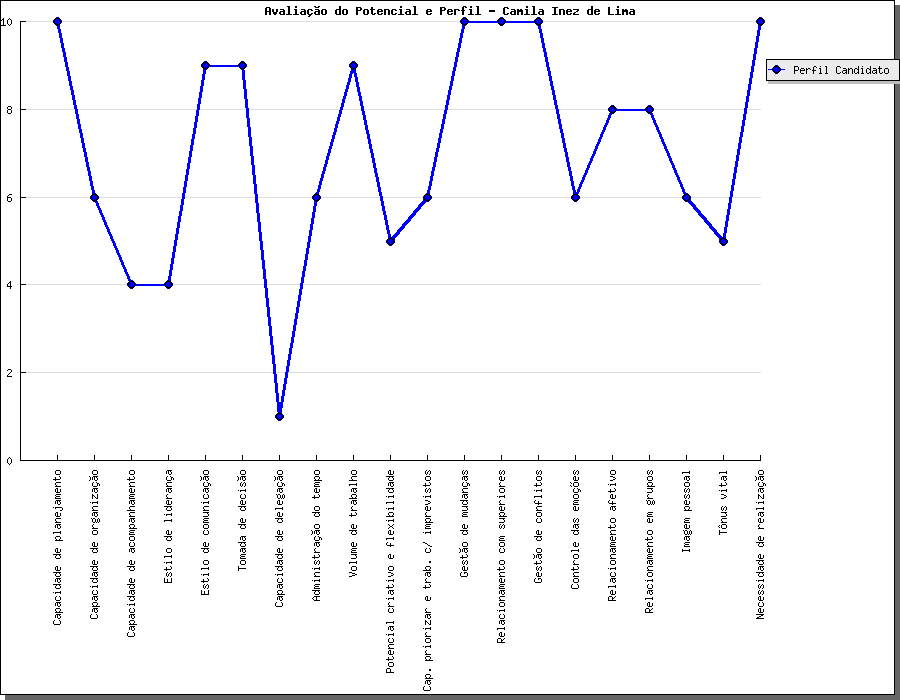 Avaliação do Potencial e Perfil - Camila Inez de Lima
10
8
6
4
2
0
Perfil Candidato
Capacidade de planejamento
Capacidade de organização
Capacidade de acompanhamento
Estilo de liderança
Estilo de comunicação
Tomada de decisão
Capacidade de delegação
Administração do tempo
Volume de trabalho
Potencial criativo e flexibilidade
Cap. priorizar e trab. c/ imprevistos
Gestão de mudanças
Relacionamento com superiores
Gestão de conflitos
Controle das emoções
Relacionamento afetivo
Relacionamento em grupos
Imagem pessoal
Tônus vital
Necessidade de realização